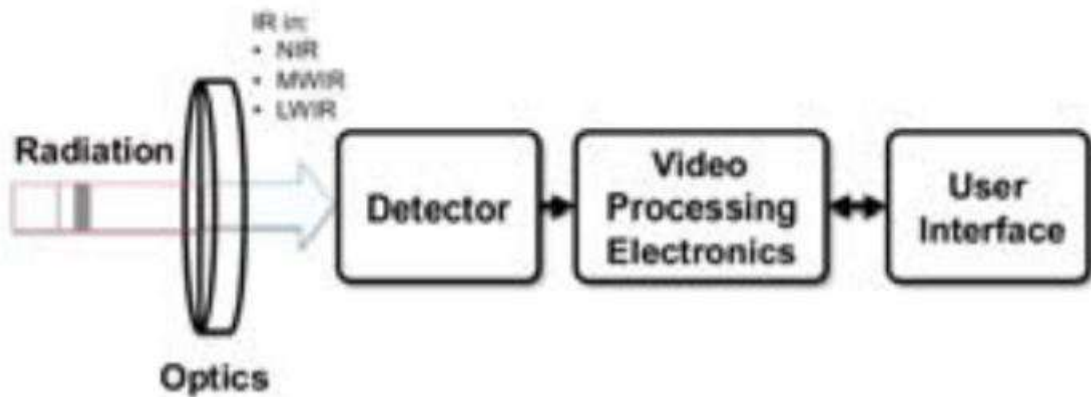 IR in:
• NIR
• MWIR
• LWIR
Radiation
Optics
Detector
Video
Processing
Electronics
User
Interface